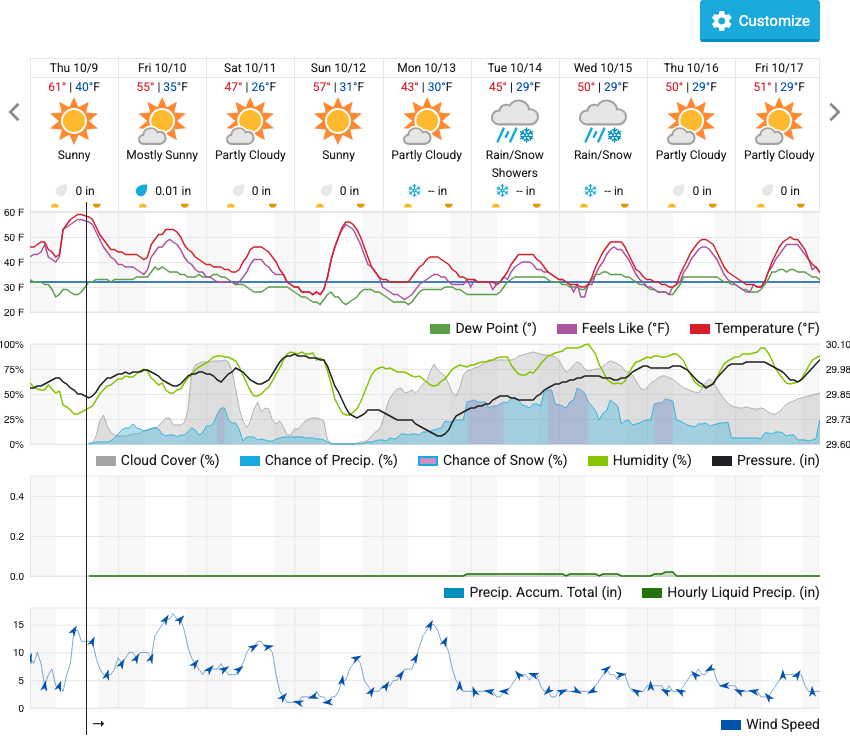 Customize
Thu 10/9 Fri 10/10 Sat 10/11 Sun 10/12 Mon 10/13 Tue 10/14 Wed 10/15 Thu 10/16 Fri 10/17
61° | 40°F 55° | 35°F 47° | 26°F 57° | 31°F 43° | 30°F 45° | 29°F 50° | 29°F 50° | 29°F 51° | 29°F
Sunny Mostly Sunny Partly Cloudy Sunny Partly Cloudy Rain/Snow Rain/Snow Partly Cloudy Partly Cloudy
Showers
0 in 0.01 in 0 in 0 in -- in -- in -- in 0 in 0 in
60 F
50 F
40 F
30 F
20 F
Dew Point (°) Feels Like (°F) Temperature (°F)
100% 30.10
75% 29.98
50% 29.85
25% 29.73
0% 29.60
Cloud Cover (%) Chance of Precip. (%) Chance of Snow (%) Humidity (%) Pressure. (in)
0.4
0.2
0.0
Precip. Accum. Total (in) Hourly Liquid Precip. (in)
15
10
5
0
Wind Speed